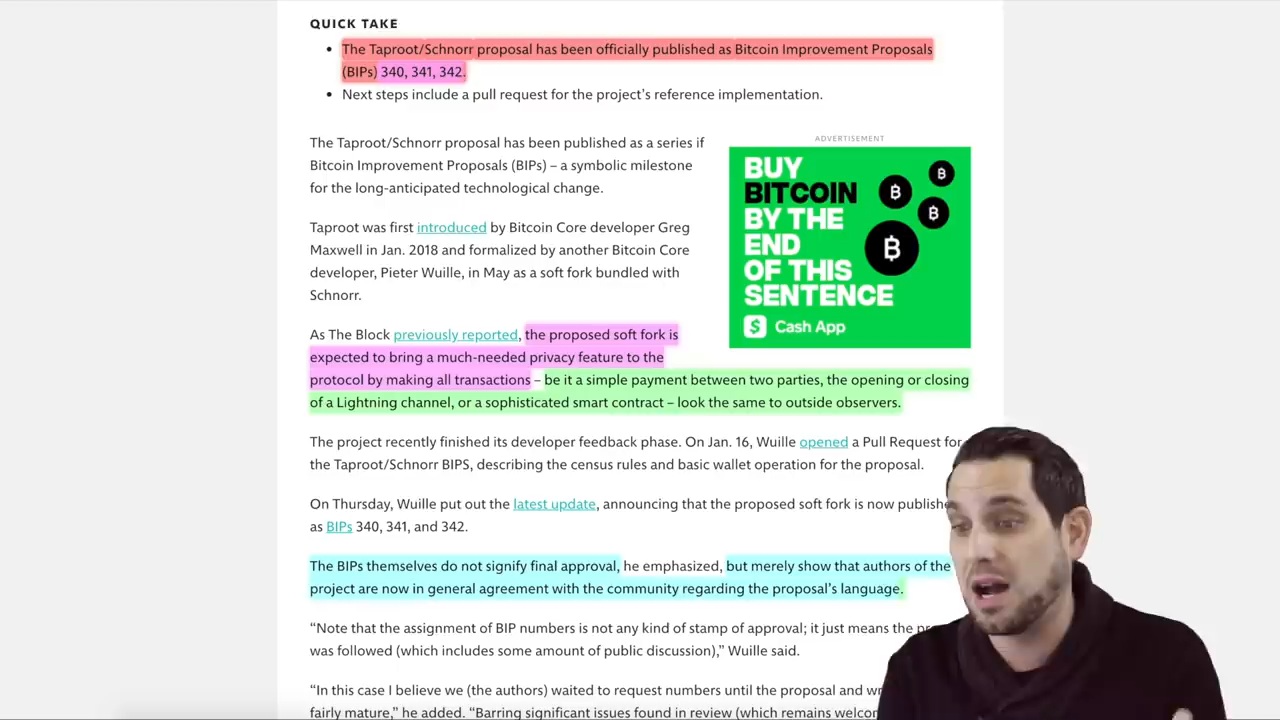 QUICK TAKE
• The Taproot/Schnorr proposal has been officially published as Bitcoin Improvement Proposals
(BIPs) 340, 341, 342.
• Next steps include a pull request for the project's reference implementation.
The Taproot/Schnorr proposal has been published as a series if
Bitcoin Improvement Proposals (BIPs) – a symbolic milestone
for the long-anticipated technological change.
Taproot was first introduced by Bitcoin Core developer Greg
Maxwell in Jan. 2018 and formalized by another Bitcoin Core
developer, Pieter Wuille, in May as a soft fork bundled with
Schnorr.
ADVERTISEMENT
BUY
BITCOIN
BY THE
END
OF THIS
SENTENCE
Cash App
As The Block previously reported, the proposed soft fork is
expected to bring a much-needed privacy feature to the
protocol by making all transactions – be it a simple payment between two parties, the opening or closing
of a Lightning channel, or a sophisticated smart contract – look the same to outside observers.
The project recently finished its developer feedback phase. On Jan. 16, Wuille opened a Pull Request for
the Taproot/Schnorr BIPS, describing the census rules and basic wallet operation for the proposal.
On Thursday, Wuille put out the latest update, announcing that the proposed soft fork is now
as BIPs 340, 341, and 342.
The BIPs themselves do not signify final approval, he emphasized, but merely show that authors of the
project are now in general agreement with the community regarding the proposal's language.
“Note that the assignment of BIP numbers is not any kind of stamp of approval; it just means the
was followed (which includes some amount of public discussion),” Wuille said.
“In this case I believe we (the authors) waited to request numbers until the proposal and
fairly mature,” he added. “Barring significant issues found in review (which remains